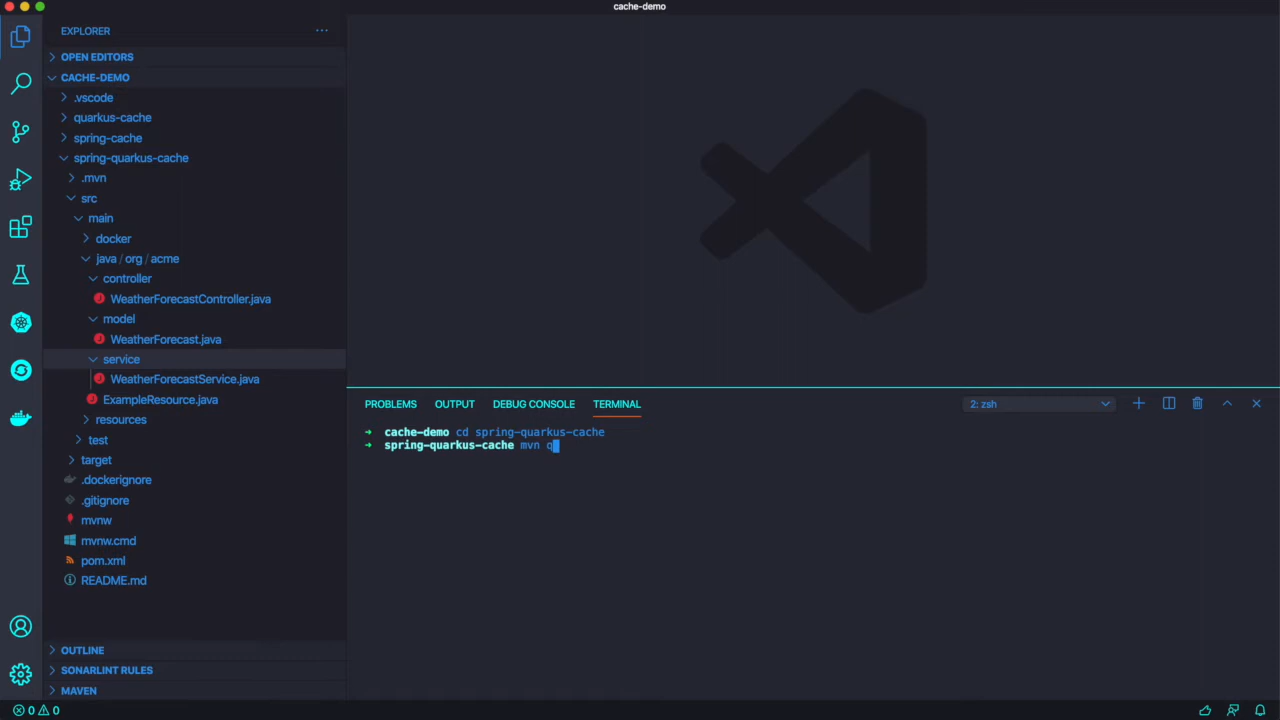 cache-demo
EXPLORER
OPEN EDITORS
CACHE-DEMO
.vscode
quarkus-cache
spring-cache
spring-quarkus-cache
.mvn
src
main
docker
java / org / acme
controller
WeatherForecastController.java
model
WeatherForecast.java
service
WeatherForecastService.java
ExampleResource.java
resources
test
target
.dockerignore
.gitignore
mvnw
mvnw.cmd
pom.xml
README.md
OUTLINE
SONARLINT RULES
MAVEN
PROBLEMS OUTPUT DEBUG CONSOLE TERMINAL 2: zsh
➜ cache-demo cd spring-quarkus-cache
➜ spring-quarkus-cache mvn q
0 0